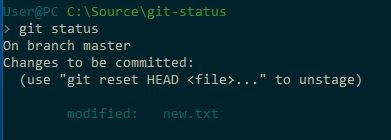 User@PC C:\Source\git-status
> git status
On branch master
Changes to be committed:
  (use "git reset HEAD <file>..." to unstage)
        modified:   new.txt